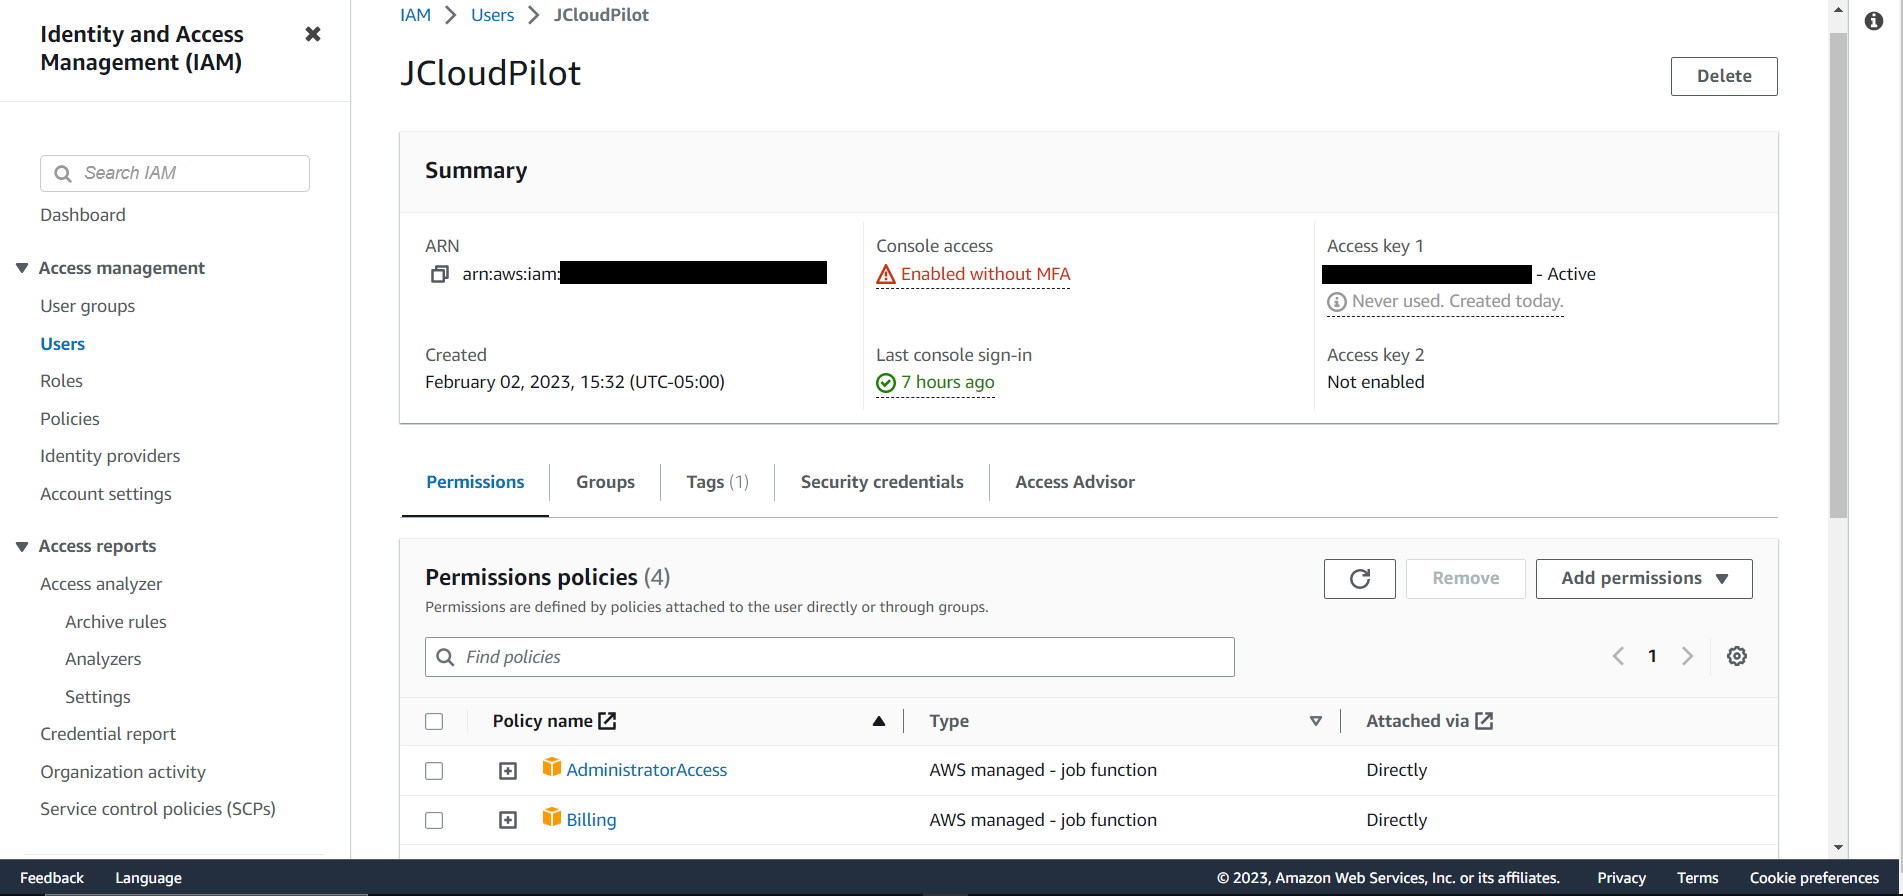 Identity and Access
Management (IAM)
Search IAM
Dashboard
Access management
User groups
Users
Roles
Policies
Identity providers
Account settings
Access reports
Access analyzer
Archive rules
Analyzers
Settings
Credential report
Organization activity
Service control policies (SCPs)
IAM > Users > JCloudPilot
JCloudPilot
Delete
Summary
ARN
arn:aws:iam:
Console access
Enabled without MFA
Access key 1
- Active
Never used. Created today.
Created
February 02, 2023, 15:32 (UTC-05:00)
Last console sign-in
7 hours ago
Access key 2
Not enabled
Permissions Groups Tags (1) Security credentials Access Advisor
Permissions policies (4)
Permissions are defined by policies attached to the user directly or through groups.
Remove
Add permissions
Find policies
1
Policy name Type Attached via
AdministratorAccess AWS managed - job function Directly
Billing AWS managed - job function Directly
Feedback Language © 2023, Amazon Web Services, Inc. or its affiliates. Privacy Terms Cookie preferences